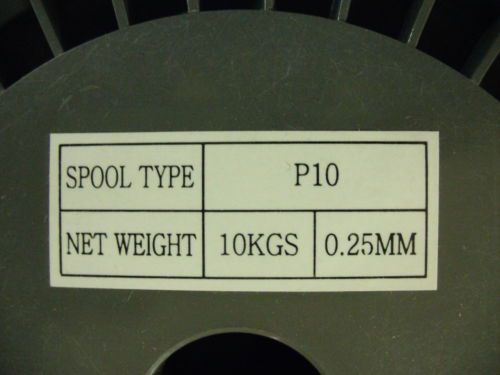 SPOOL TYPE P10
NET WEIGHT 10KGS 0.25MM